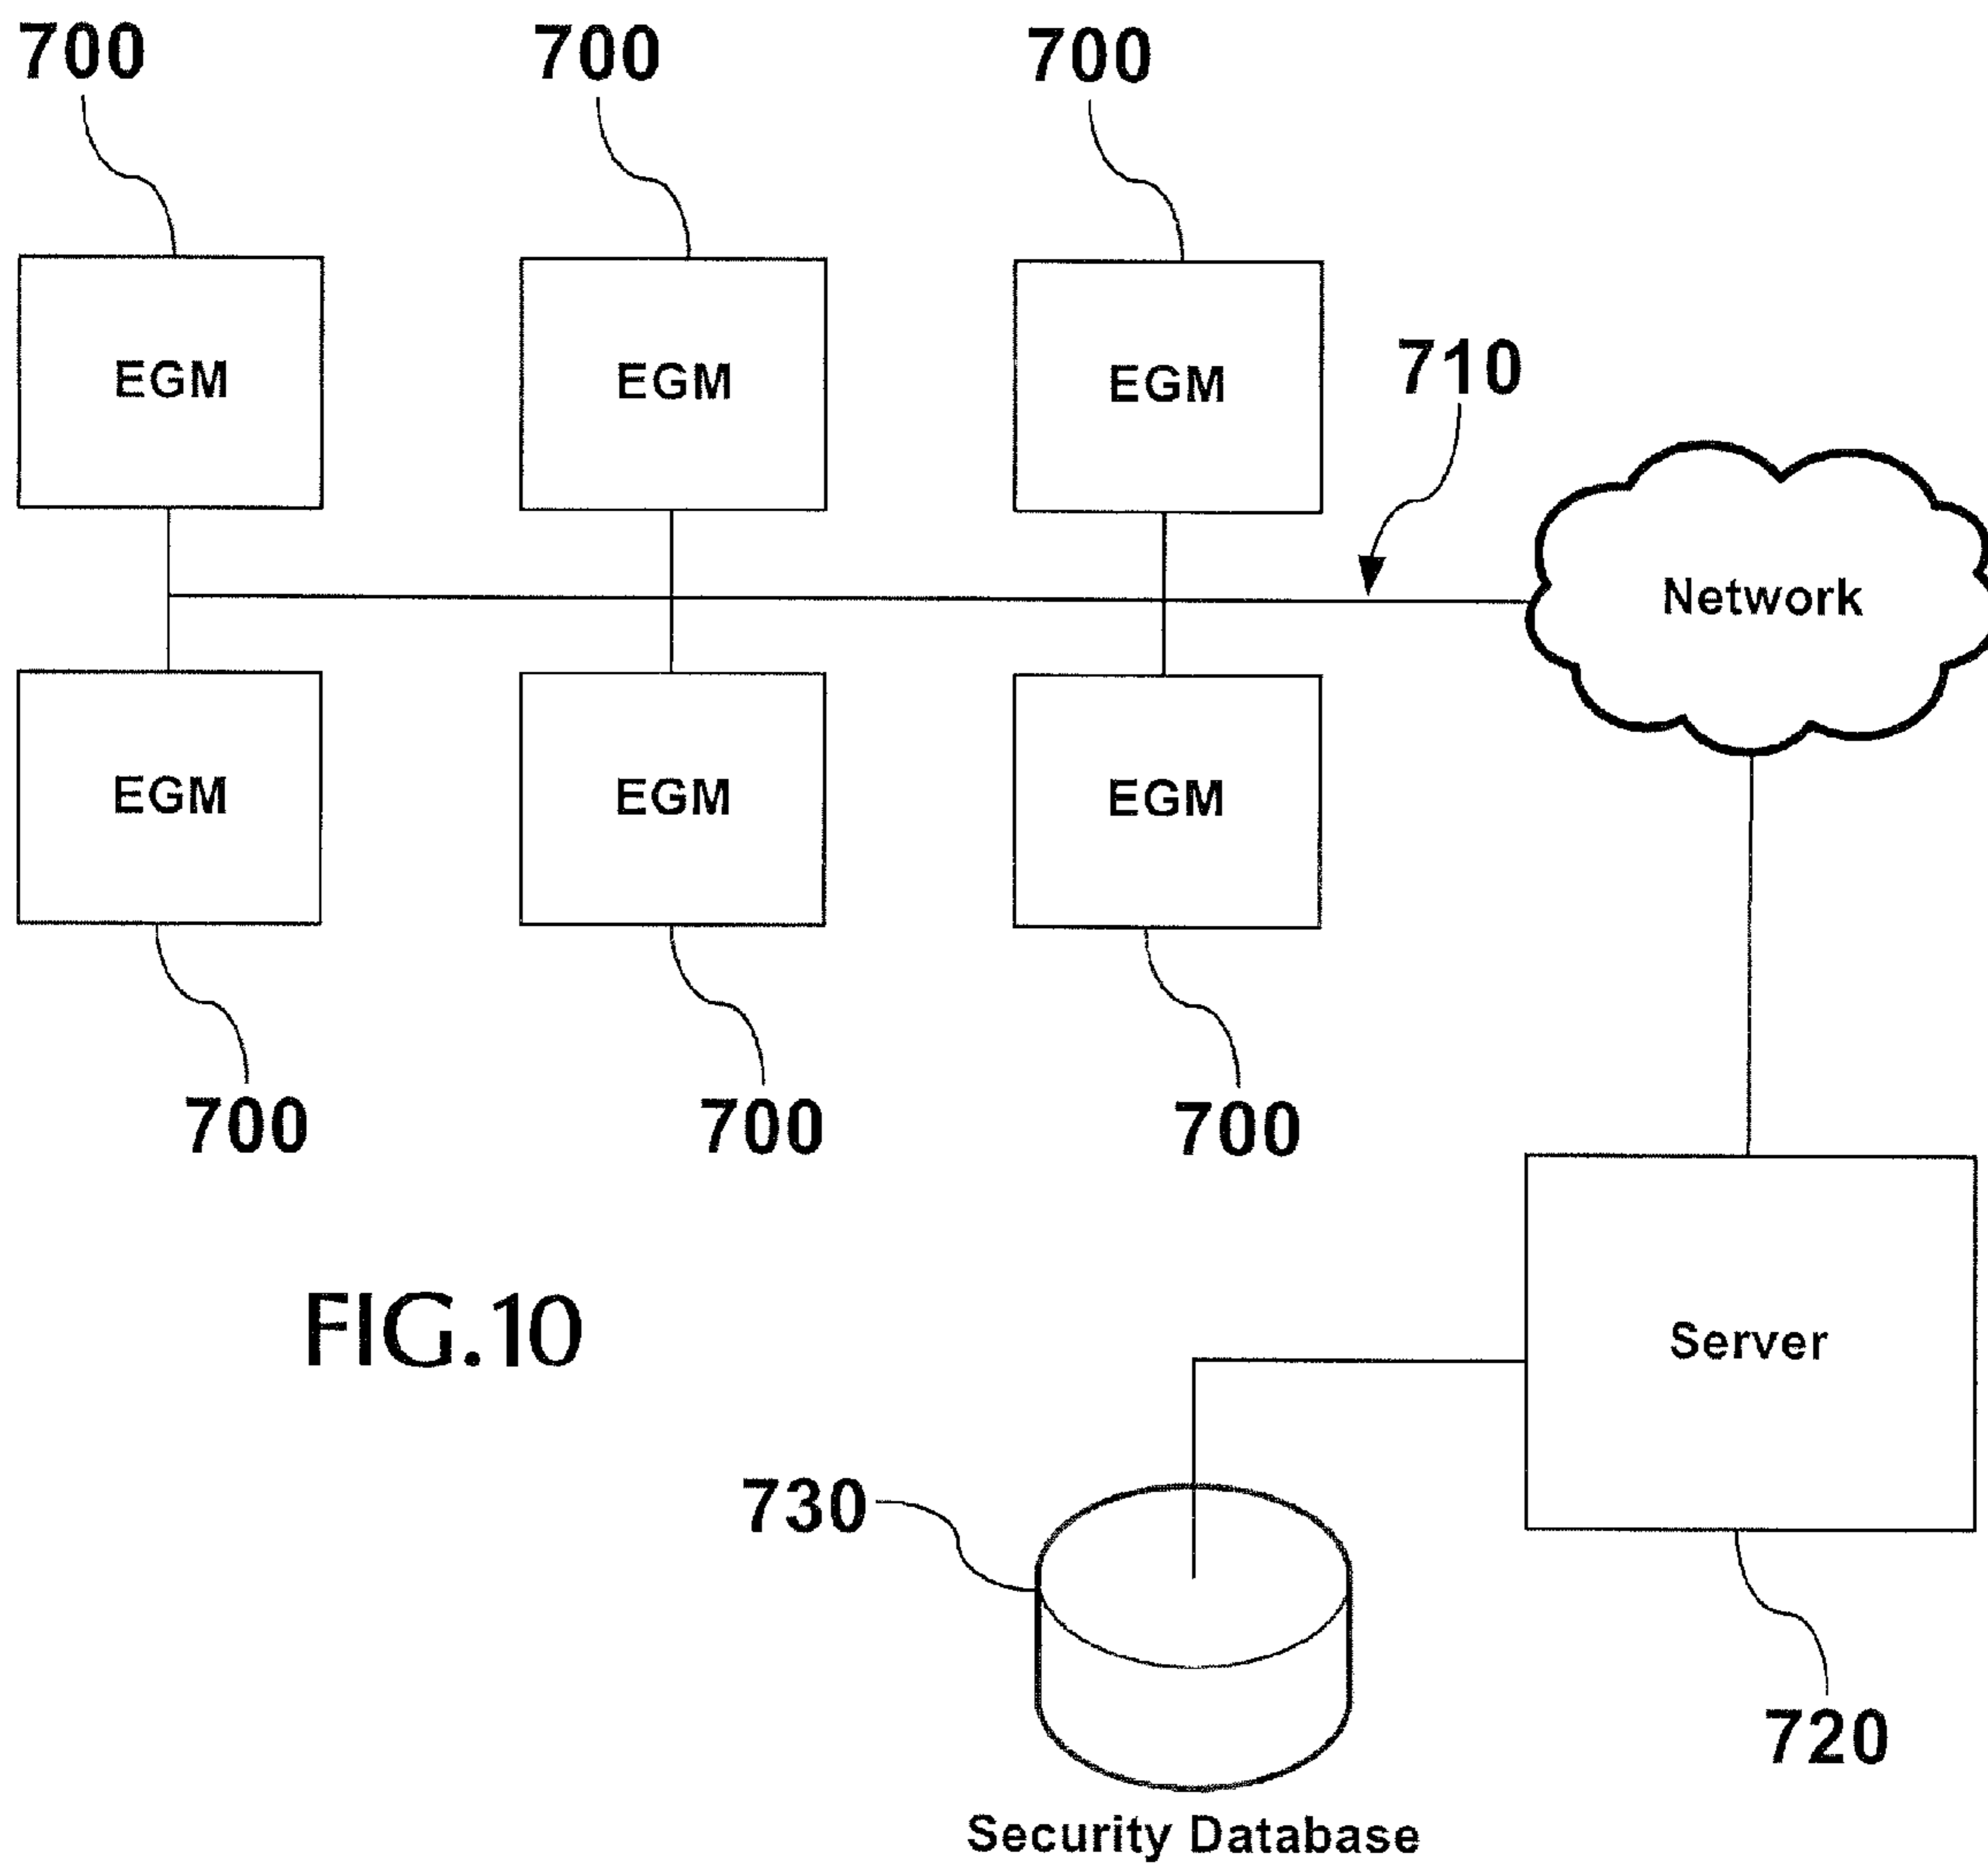 700
700
700
EGM
EGM
EGM
710
Network
EGM
EGM
EGM
700
700
700
FIG.10
Server
730
720
Security Database